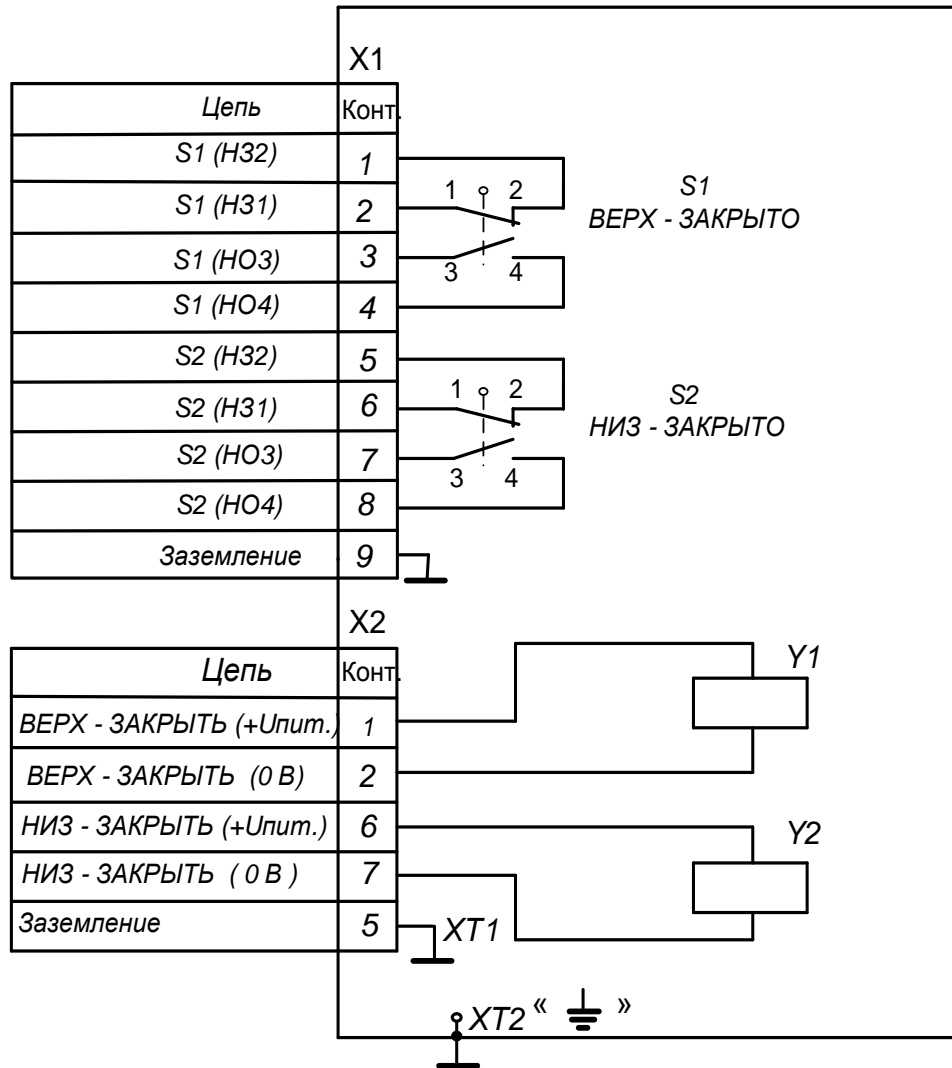 X1
Цепь Конт.
S1 (НЗ2) 1
S1 (НЗ1) 2
S1 (НО3) 3
S1 (НО4) 4
S2 (НЗ2) 5
S2 (НЗ1) 6
S2 (НО3) 7
S2 (НО4) 8
Заземление 9
1 2
3 4
S1
ВЕРХ - ЗАКРЫТО
1 2
3 4
S2
НИЗ - ЗАКРЫТО
X2
Цепь Конт.
ВЕРХ - ЗАКРЫТЬ (+Uпит.) 1
ВЕРХ - ЗАКРЫТЬ (0 В) 2
НИЗ - ЗАКРЫТЬ (+Uпит.) 6
НИЗ - ЗАКРЫТЬ ( 0 В ) 7
Заземление 5
XT1
Y1
Y2
XT2 « »